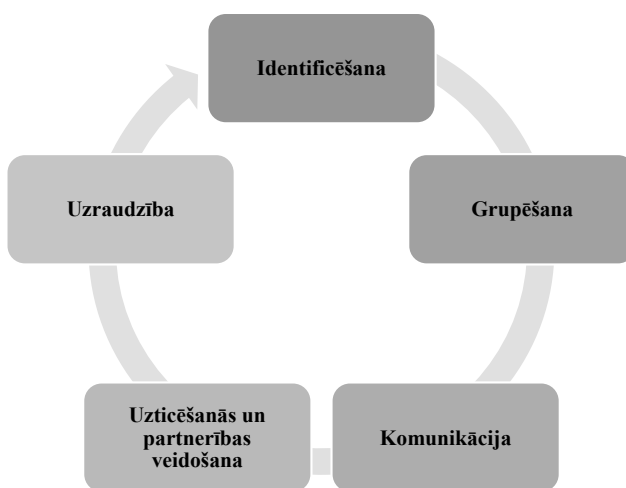 Identificēšana
Grupēšana
Komunikācija
Uzticēšanās un
partnerības
veidošana
Uzraudzība